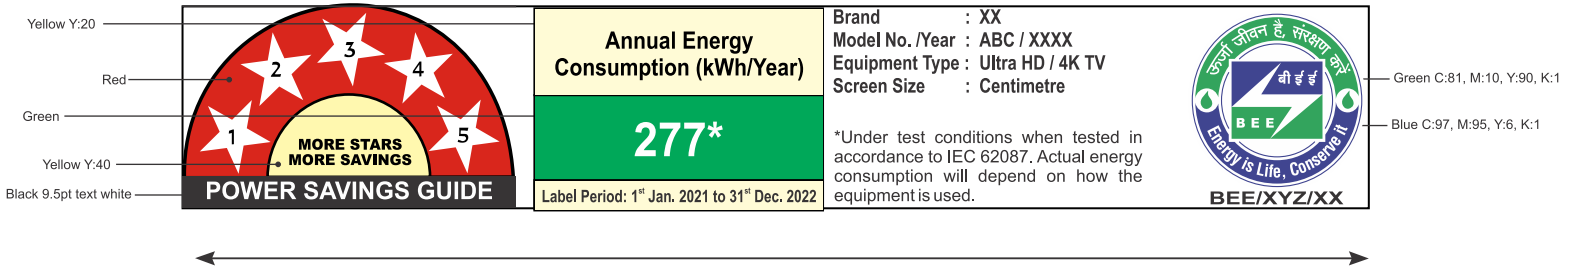 Yellow Y:20
Red
Green
Yellow Y:40
Black 9.5pt text white
1
2
3
4
5
MORE STARS
MORE SAVINGS
POWER SAVINGS GUIDE
Annual Energy
Consumption (kWh/Year)
277*
Label Period: 1st Jan. 2021 to 31st Dec. 2022
Brand : XX
Model No. /Year : ABC / XXXX
Equipment Type : Ultra HD / 4K TV
Screen Size : Centimetre
*Under test conditions when tested in
accordance to IEC 62087. Actual energy
consumption will depend on how the
equipment is used.
ऊर्जा जीवन है, संरक्षण करें
बी ई ई
BEE
Energy is Life, Conserve it
BEE/XYZ/XX
Green C:81, M:10, Y:90, K:1
Blue C:97, M:95, Y:6, K:1